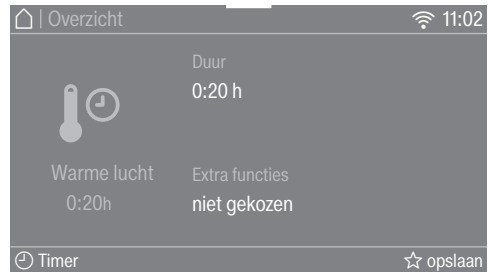 | Overzicht
11:02
Duur
0:20 h
Warme lucht
0:20h
Extra functies
niet gekozen
Timer
opslaan